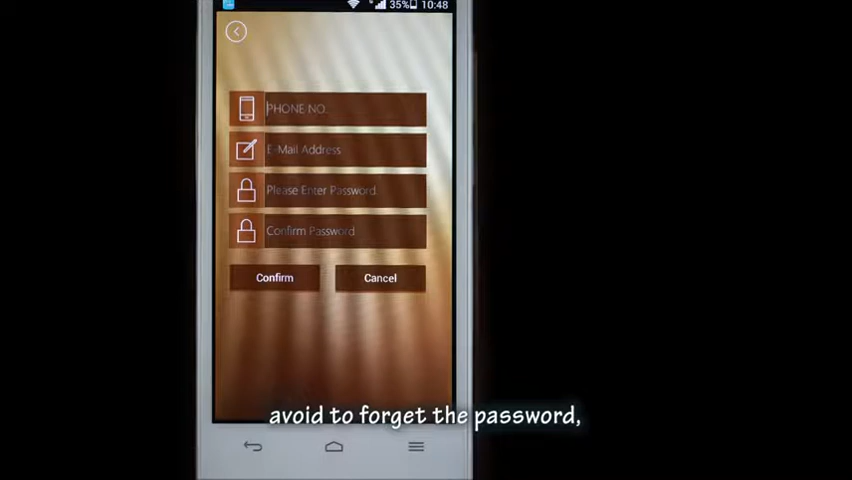 35% 10:48
PHONE NO.
E-Mail Address
Please Enter Password.
Confirm Password
Confirm Cancel
avoid to forget the password,